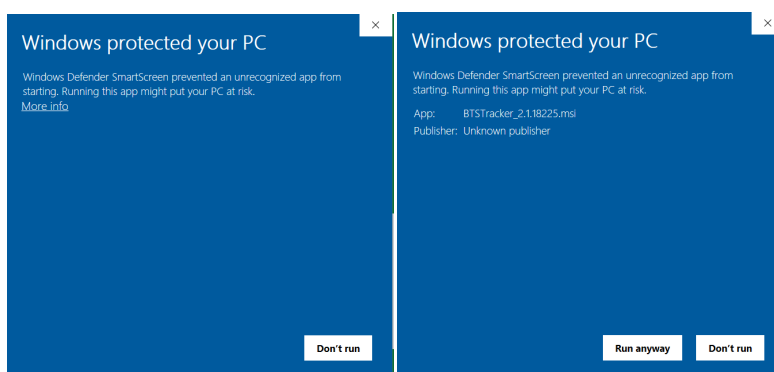 Windows protected your PC
Windows Defender SmartScreen prevented an unrecognized app from
starting. Running this app might put your PC at risk.
More info
Don't run
Windows protected your PC
Windows Defender SmartScreen prevented an unrecognized app from
starting. Running this app might put your PC at risk.
App: BTSTracker_2.1.18225.msi
Publisher: Unknown publisher
Run anyway Don't run